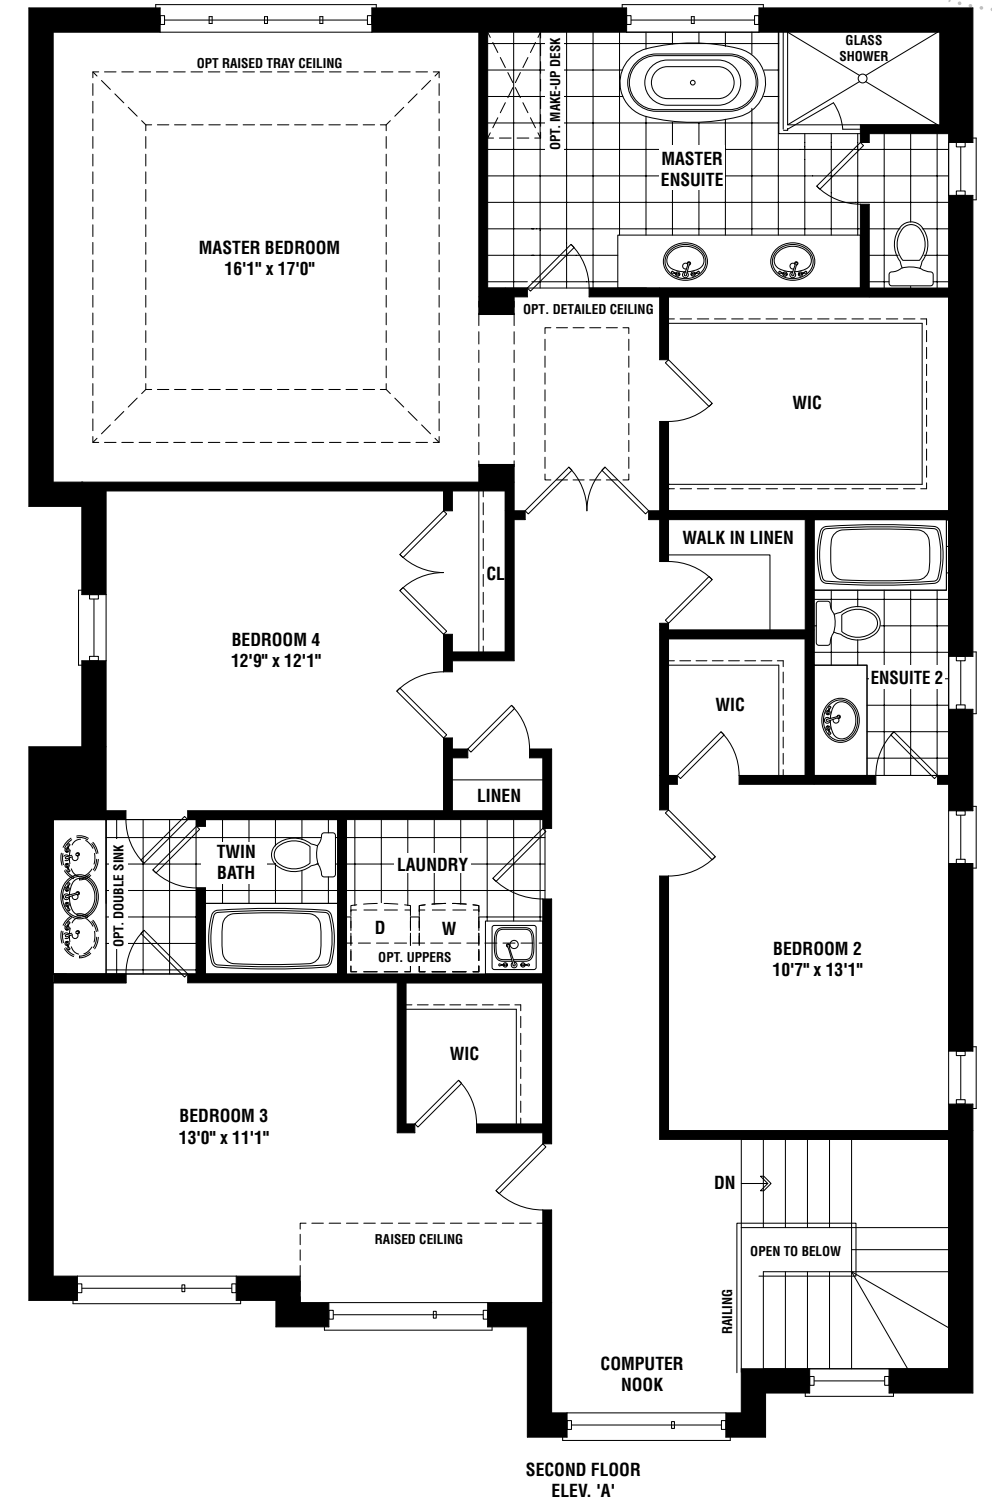 GLASS
SHOWER
OPT RAISED TRAY CEILING
OPT. MAKE-UP DESK
MASTER
ENSUITE
MASTER BEDROOM
16'1" x 17'0"
OPT. DETAILED CEILING
WIC
WALK IN LINEN
CL
BEDROOM 4
12'9" x 12'1"
ENSUITE 2
WIC
LINEN
OPT. DOUBLE SINK
TWIN
BATH
LAUNDRY
D
W
OPT. UPPERS
BEDROOM 2
10'7" x 13'1"
WIC
BEDROOM 3
13'0" x 11'1"
DN
RAISED CEILING
OPEN TO BELOW
RAILING
COMPUTER
NOOK
SECOND FLOOR
ELEV. 'A'